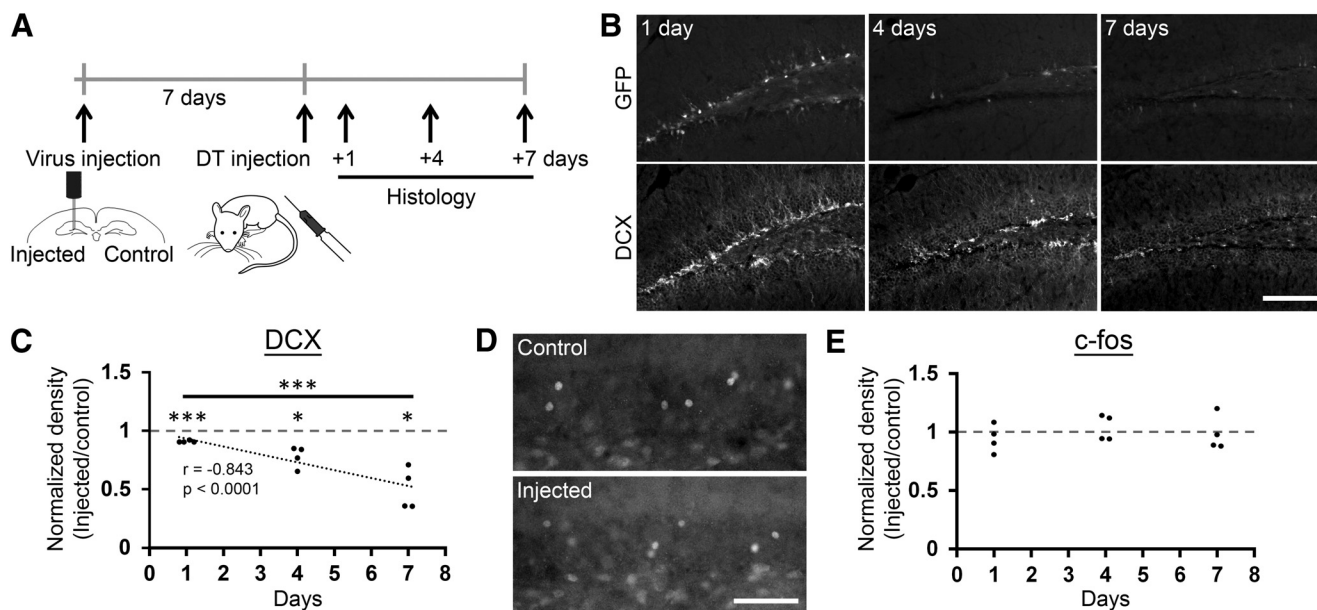 A
7 days
Virus injection
DT injection
+1
+4
+7 days
Histology
Injected
Control
B
1 day
4 days
7 days
GFP
DCX
C
DCX
Normalized density
(Injected/control)
1.5
1
0.5
0
***
***
*
*
r = -0.843
p < 0.0001
0 1 2 3 4 5 6 7 8
Days
D
Control
Injected
E
c-fos
Normalized density
(Injected/control)
1.5
1
0.5
0
0 1 2 3 4 5 6 7 8
Days